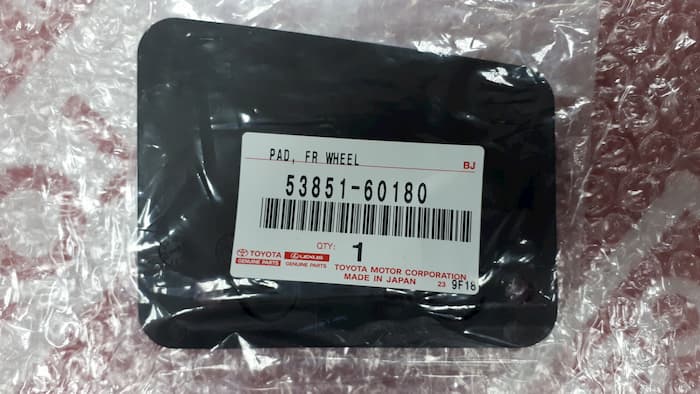 PAD, FR WHEEL BJ
53851-60180
QTY: 1
TOYOTA LEXUS
GENUINE PARTS GENUINE PARTS
TOYOTA MOTOR CORPORATION
MADE IN JAPAN 23 9F18